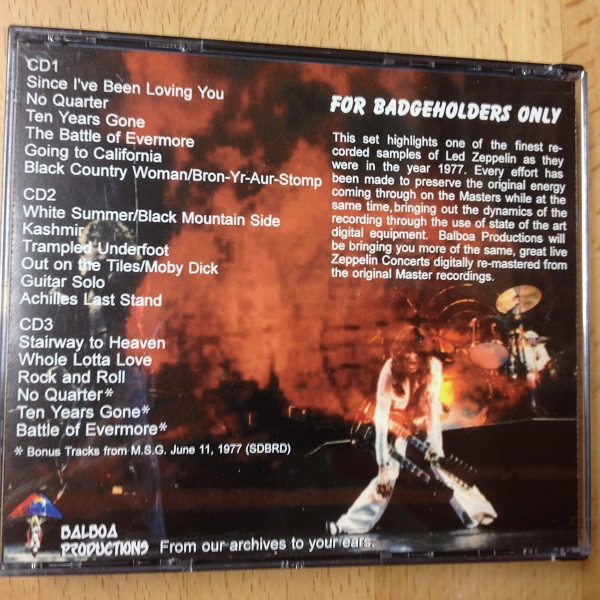 CD1
Since I've Been Loving You
No Quarter
Ten Years Gone
The Battle of Evermore
Going to California
Black Country Woman/Bron-Yr-Aur-Stomp
CD2
White Summer/Black Mountain Side
Kashmir
Trampled Underfoot
Out on the Tiles/Moby Dick
Guitar Solo
Achilles Last Stand
CD3
Stairway to Heaven
Whole Lotta Love
Rock and Roll
No Quarter*
Ten Years Gone*
Battle of Evermore*
* Bonus Tracks from M.S.G. June 11, 1977 (SDBRD)
FOR BADGEHOLDERS ONLY
This set highlights one of the finest re-
corded samples of Led Zeppelin as they
were in the year 1977. Every effort has
been made to preserve the original energy
coming through on the Masters while at the
same time, bringing out the dynamics of the
recording through the use of state of the art
digital equipment. Balboa Productions will
be bringing you more of the same, great live
Zeppelin Concerts digitally re-mastered from
the original Master recordings.
BALBOA
PRODUCTIONS
From our archives to your ears.